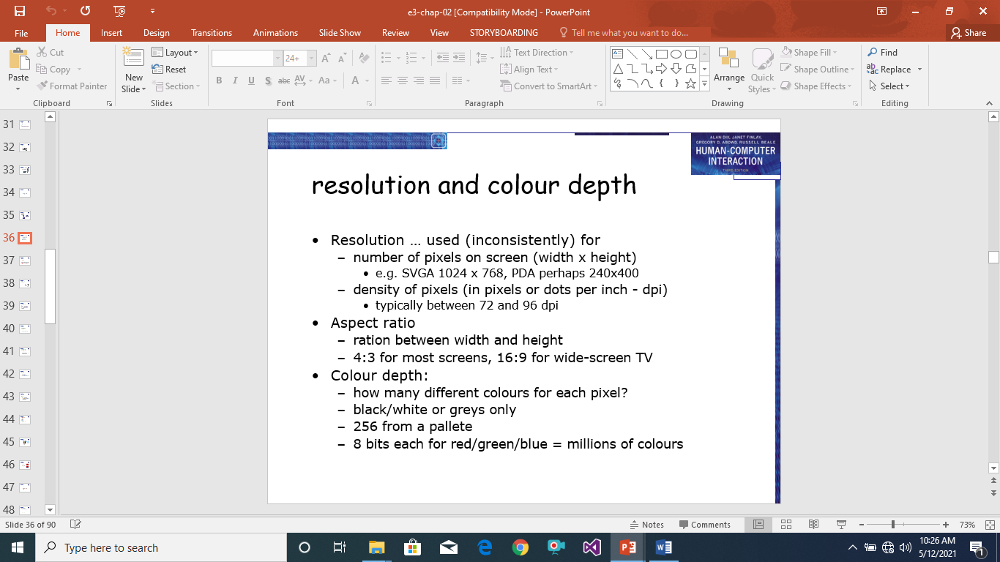 e3-chap-02 [Compatibility Mode] - PowerPoint
File Home Insert Design Transitions Animations Slide Show Review View STORYBOARDING Tell me what you want to do... Share
Paste
Cut
Copy
Format Painter
Clipboard
New Slide
Layout
Reset
Section
Slides
24+
B I U S abc AV Aa A
Font
Text Direction
Align Text
Convert to SmartArt
Paragraph
Arrange
Quick Styles
Shape Fill
Shape Outline
Shape Effects
Drawing
Find
Replace
Select
Editing
31
32
33
34
35
36
37
38
39
40
41
42
43
44
45
46
47
48
ALAN DIX, JANET FINLAY,
GREGORY D. ABOWD, RUSSELL BEALE
HUMAN-COMPUTER
INTERACTION
THIRD EDITION
resolution and colour depth
• Resolution … used (inconsistently) for
– number of pixels on screen (width x height)
• e.g. SVGA 1024 x 768, PDA perhaps 240x400
– density of pixels (in pixels or dots per inch - dpi)
• typically between 72 and 96 dpi
• Aspect ratio
– ration between width and height
– 4:3 for most screens, 16:9 for wide-screen TV
• Colour depth:
– how many different colours for each pixel?
– black/white or greys only
– 256 from a pallete
– 8 bits each for red/green/blue = millions of colours
Slide 36 of 90 Notes Comments 73%
Type here to search
10:26 AM
5/12/2021
1